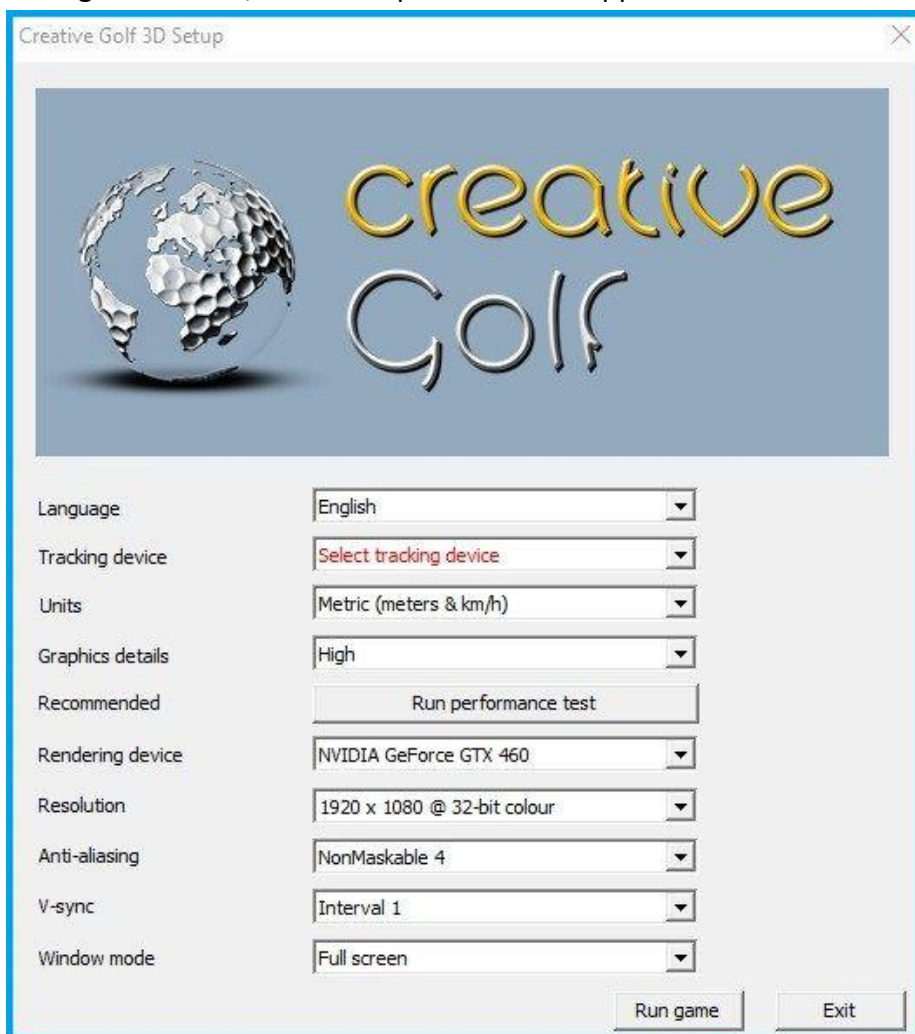 Creative Golf 3D Setup
creative
Golf
Language English
Tracking device Select tracking device
Units Metric (meters & km/h)
Graphics details High
Recommended Run performance test
Rendering device NVIDIA GeForce GTX 460
Resolution 1920 x 1080 @ 32-bit colour
Anti-aliasing NonMaskable 4
V-sync Interval 1
Window mode Full screen
Run game Exit